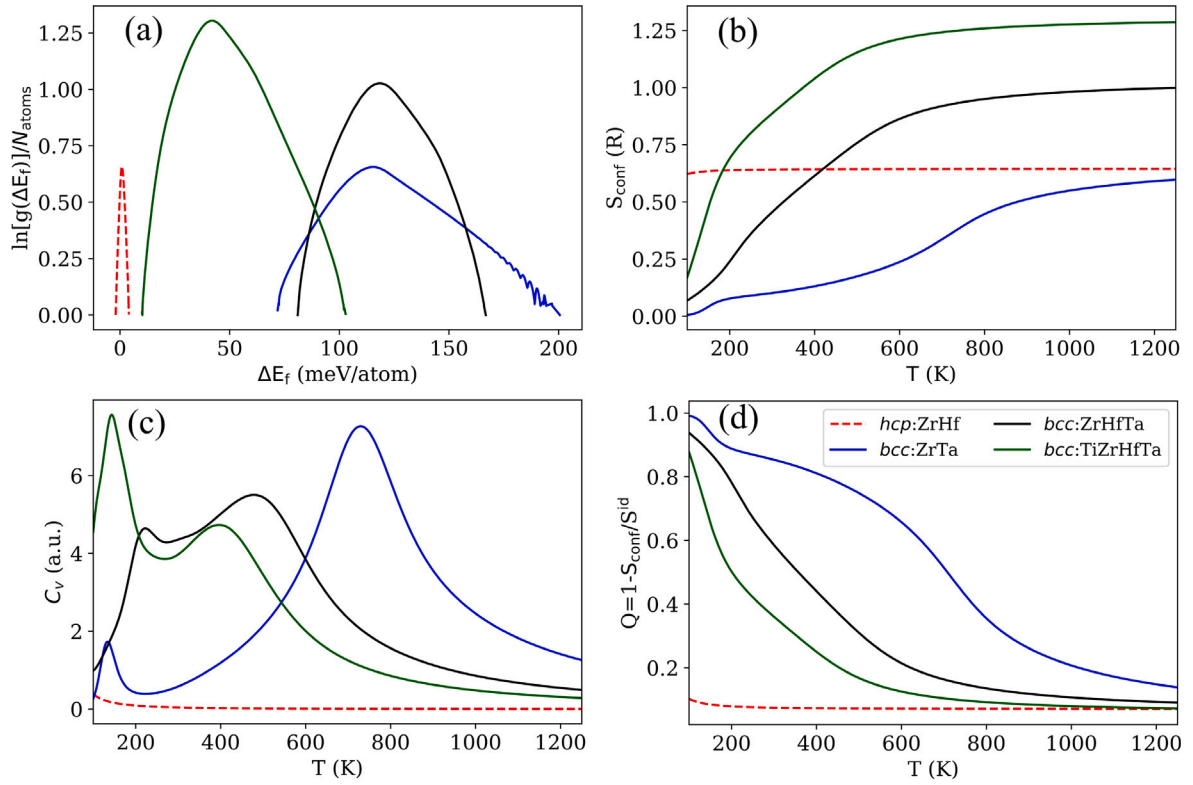 (a)
ln[g(ΔE_f)]/N_atoms
1.25
1.00
0.75
0.50
0.25
0.00
0
50
100
150
200
ΔE_f (meV/atom)
(b)
S_conf (R)
1.25
1.00
0.75
0.50
0.25
0.00
200
400
600
800
1000
1200
T (K)
(c)
C_v (a.u.)
6
4
2
0
200
400
600
800
1000
1200
T (K)
(d)
Q=1-S_conf/S^id
1.0
0.8
0.6
0.4
0.2
hcp:ZrHf
bcc:ZrTa
bcc:ZrHfTa
bcc:TiZrHfTa
200
400
600
800
1000
1200
T (K)